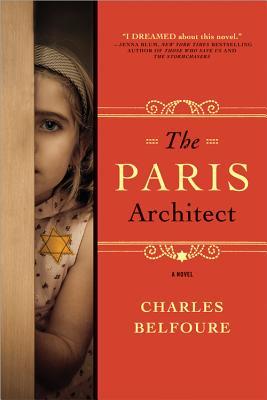 "I DREAMED about this novel."
—JENNA BLUM, NEW YORK TIMES BESTSELLING
AUTHOR OF THOSE WHO SAVE US AND
THE STORMCHASERS
The
PARIS
Architect
A NOVEL
CHARLES
BELFOURE